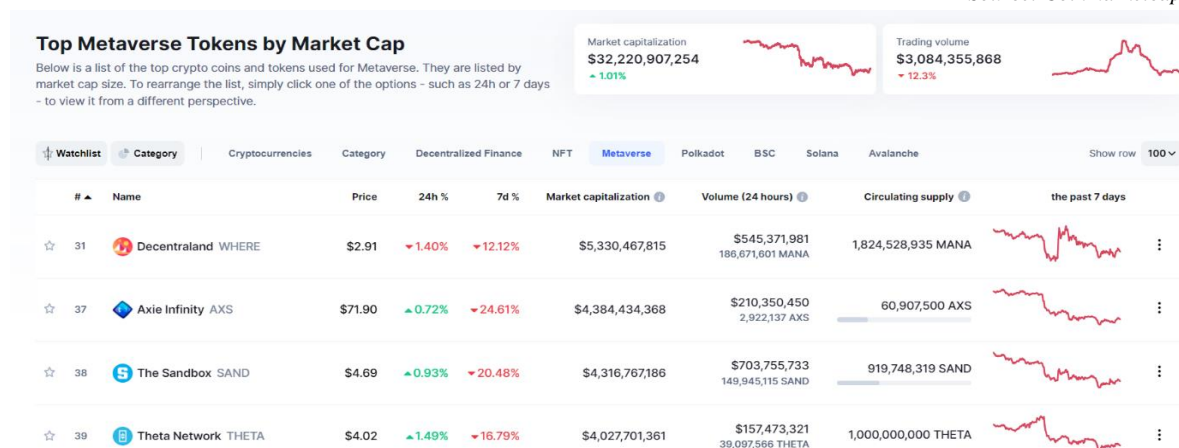 Top Metaverse Tokens by Market Cap
Below is a list of the top crypto coins and tokens used for Metaverse. They are listed by
market cap size. To rearrange the list, simply click one of the options - such as 24h or 7 days
- to view it from a different perspective.
Market capitalization
$32,220,907,254
1.01%
Trading volume
$3,084,355,868
12.3%
Watchlist Category Cryptocurrencies Category Decentralized Finance NFT Metaverse Polkadot BSC Solana Avalanche Show row 100
# Name Price 24h % 7d % Market capitalization Volume (24 hours) Circulating supply the past 7 days
31 Decentraland WHERE $2.91 1.40% 12.12% $5,330,467,815 $545,371,981 1,824,528,935 MANA
186,671,601 MANA
37 Axie Infinity AXS $71.90 0.72% 24.61% $4,384,434,368 $210,350,450 60,907,500 AXS
2,922,137 AXS
38 The Sandbox SAND $4.69 0.93% 20.48% $4,316,767,186 $703,755,733 919,748,319 SAND
149,945,115 SAND
39 Theta Network THETA $4.02 1.49% 16.79% $4,027,701,361 $157,473,321 1,000,000,000 THETA
39,097,566 THETA